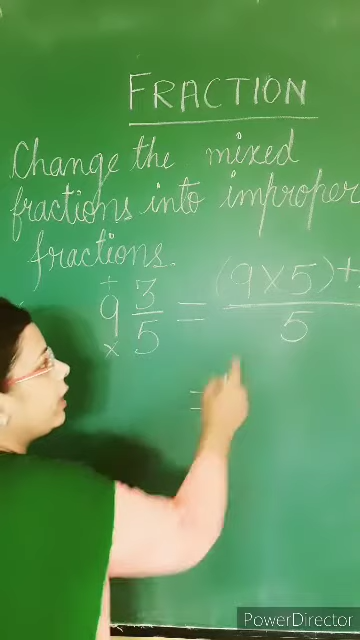 FRACTION
Change the mixed
fractions into improper
fractions.
+
9 3/5 = (9×5)+
×
5
=
PowerDirector